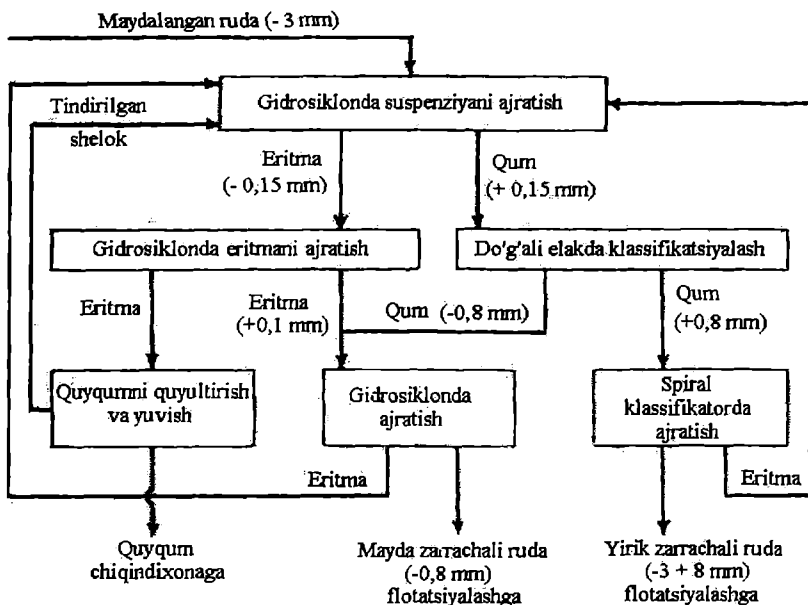 Maydalangan ruda (- 3 mm)
Gidrosiklonda suspenziyani ajratish
Tindirilgan
shelok
Eritma
(- 0,15 mm)
Qum
(+ 0,15 mm)
Gidrosiklonda eritmani ajratish
Do'g'ali elakda klassifikatsiyalash
Eritma
Eritma
(+0,1 mm)
Qum (-0,8 mm)
Qum
(+0,8 mm)
Quyqumni quyultirish
va yuvish
Gidrosiklonda
ajratish
Spiral
klassifikatorda
ajratish
Eritma
Eritma
Quyqum
chiqindixonaga
Mayda zarrachali ruda
(-0,8 mm)
flotatsiyalashga
Yirik zarrachali ruda
(-3 + 8 mm)
flotatsiyalashga